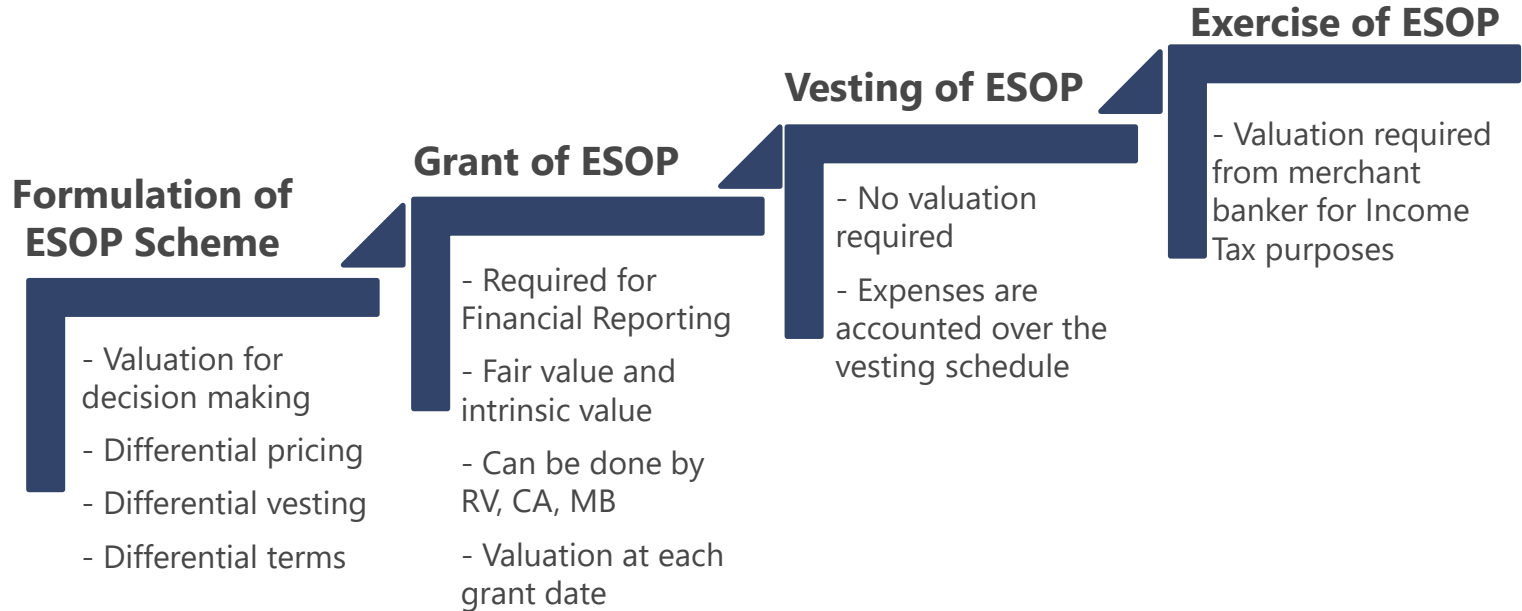 Formulation of
ESOP Scheme
- Valuation for
decision making
- Differential pricing
- Differential vesting
- Differential terms
Grant of ESOP
- Required for
Financial Reporting
- Fair value and
intrinsic value
- Can be done by
RV, CA, MB
- Valuation at each
grant date
Vesting of ESOP
- No valuation
required
- Expenses are
accounted over the
vesting schedule
Exercise of ESOP
- Valuation required
from merchant
banker for Income
Tax purposes